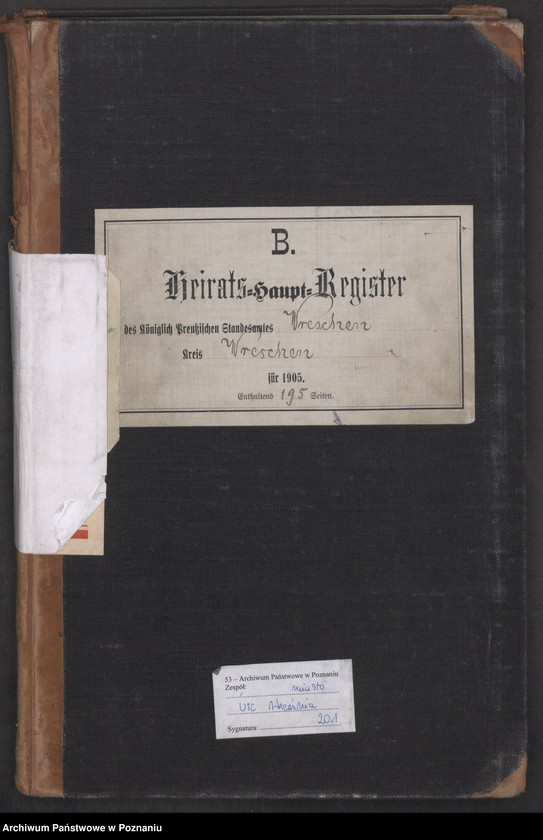 B.
Heirats-Haupt-Register
des Königlich Preußischen Standesamtes Wreschen
Kreis Wreschen
für 1905.
Enthaltend 195 Seiten.
53 – Archiwum Państwowe w Poznaniu
Zespół: miasto
USC Września
Sygnatura: 201
Archiwum Państwowe w Poznaniu